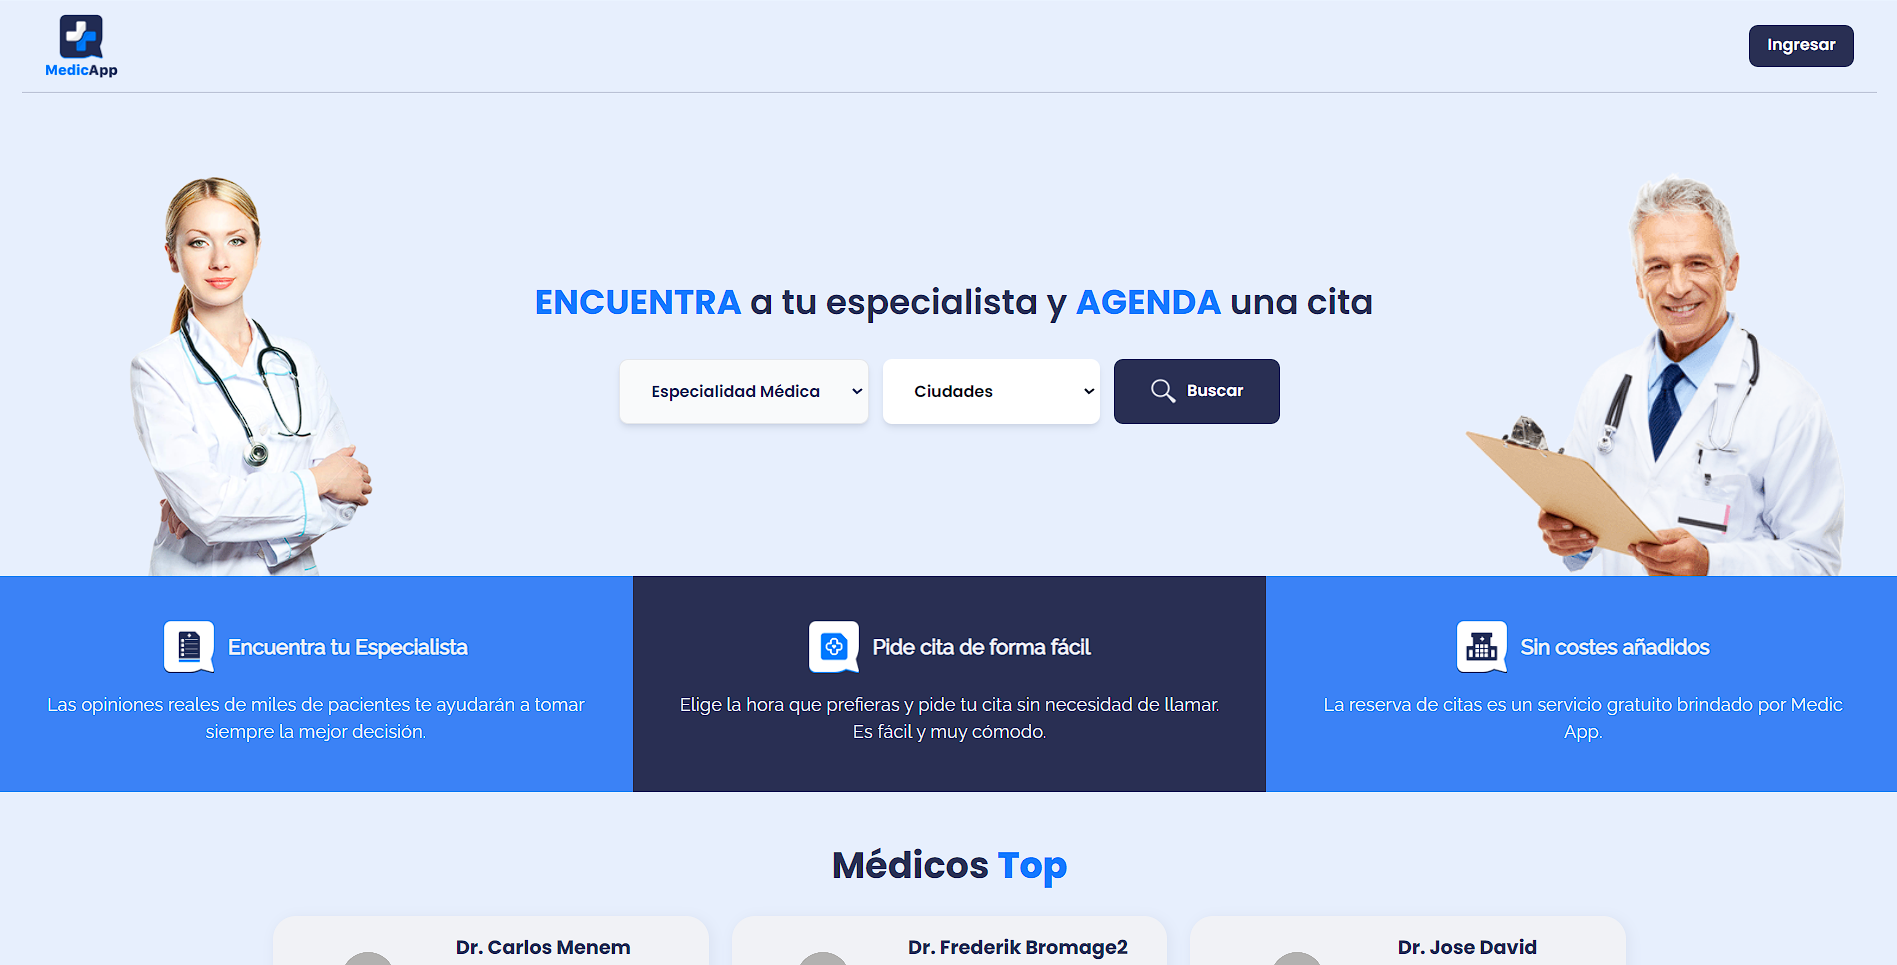 MedicApp
Ingresar
ENCUENTRA a tu especialista y AGENDA una cita
Especialidad Médica
Ciudades
Buscar
Encuentra tu Especialista
Las opiniones reales de miles de pacientes te ayudarán a tomar
siempre la mejor decisión.
Pide cita de forma fácil
Elige la hora que prefieras y pide tu cita sin necesidad de llamar.
Es fácil y muy cómodo.
Sin costes añadidos
La reserva de citas es un servicio gratuito brindado por Medic
App.
Médicos Top
Dr. Carlos Menem
Dr. Frederik Bromage2
Dr. Jose David